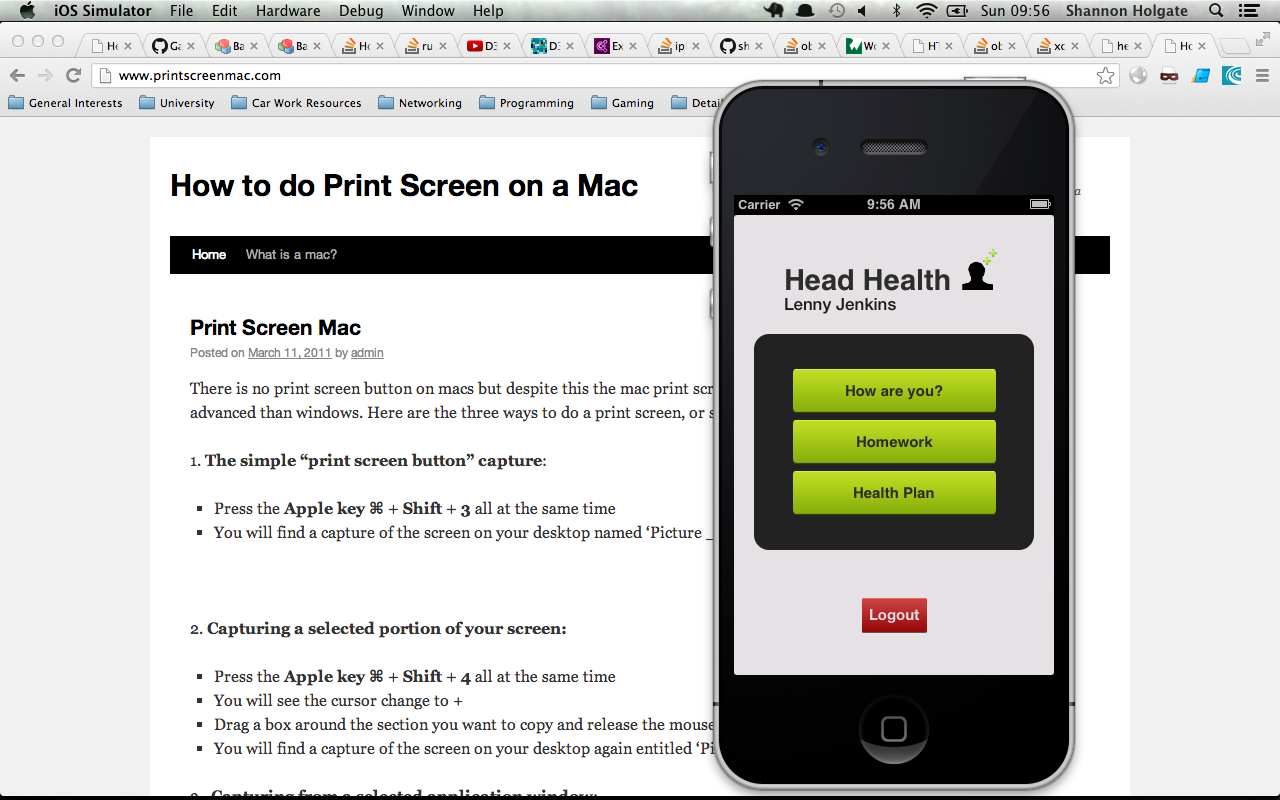 iOS Simulator File Edit Hardware Debug Window Help Sun 09:56 Shannon Holgate
He Ga Ba Ba Ho ru D3 D3 Ex ip sh ob Wo HT ob xc he Ho
www.printscreenmac.com
General Interests University Car Work Resources Networking Programming Gaming Detai
How to do Print Screen on a Mac
a
Home What is a mac?
Print Screen Mac
Posted on March 11, 2011 by admin
There is no print screen button on macs but despite this the mac print scr
advanced than windows. Here are the three ways to do a print screen, or s
1. The simple “print screen button” capture:
▪ Press the Apple key ⌘ + Shift + 3 all at the same time
▪ You will find a capture of the screen on your desktop named ‘Picture _
2. Capturing a selected portion of your screen:
▪ Press the Apple key ⌘ + Shift + 4 all at the same time
▪ You will see the cursor change to +
▪ Drag a box around the section you want to copy and release the mouse
▪ You will find a capture of the screen on your desktop again entitled ‘Pi
Capturing from a selected application window:
Carrier 9:56 AM
Head Health
Lenny Jenkins
How are you?
Homework
Health Plan
Logout